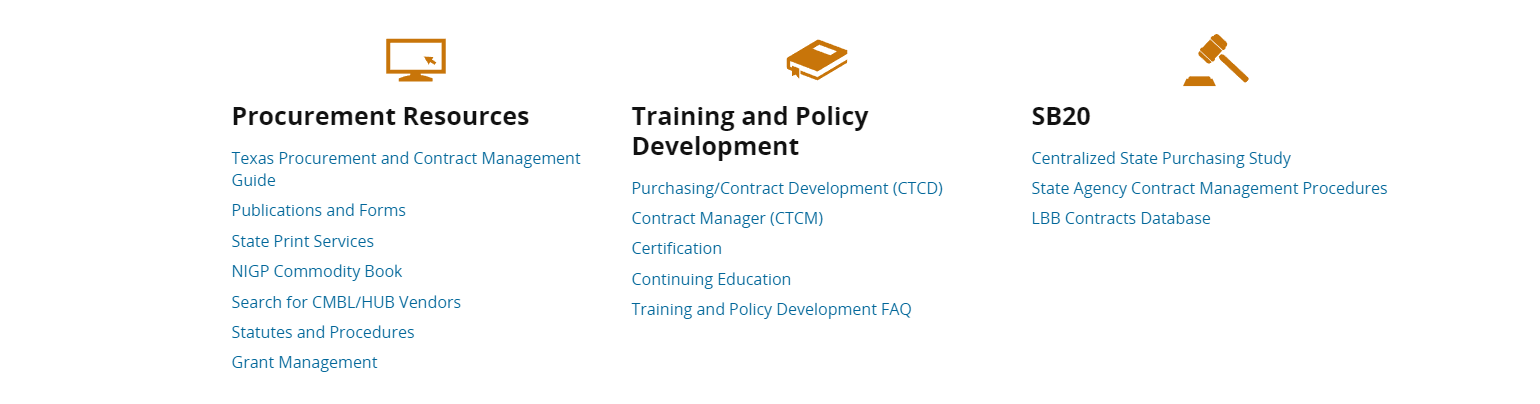 Procurement Resources
Texas Procurement and Contract Management
Guide
Publications and Forms
State Print Services
NIGP Commodity Book
Search for CMBL/HUB Vendors
Statutes and Procedures
Grant Management
Training and Policy
Development
Purchasing/Contract Development (CTCD)
Contract Manager (CTCM)
Certification
Continuing Education
Training and Policy Development FAQ
SB20
Centralized State Purchasing Study
State Agency Contract Management Procedures
LBB Contracts Database